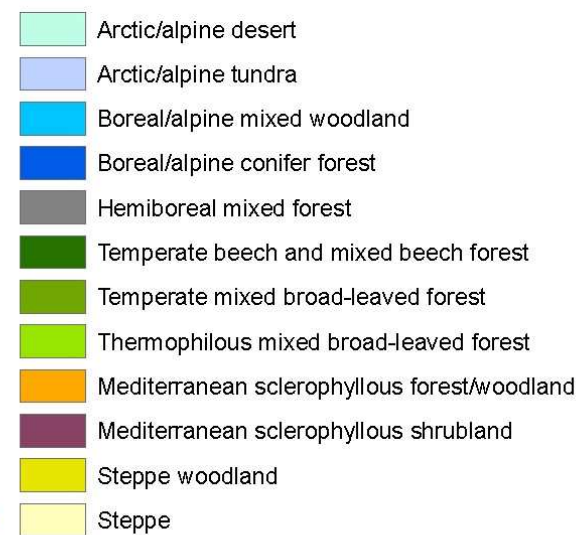 Arctic/alpine desert
Arctic/alpine tundra
Boreal/alpine mixed woodland
Boreal/alpine conifer forest
Hemiboreal mixed forest
Temperate beech and mixed beech forest
Temperate mixed broad-leaved forest
Thermophilous mixed broad-leaved forest
Mediterranean sclerophyllous forest/woodland
Mediterranean sclerophyllous shrubland
Steppe woodland
Steppe